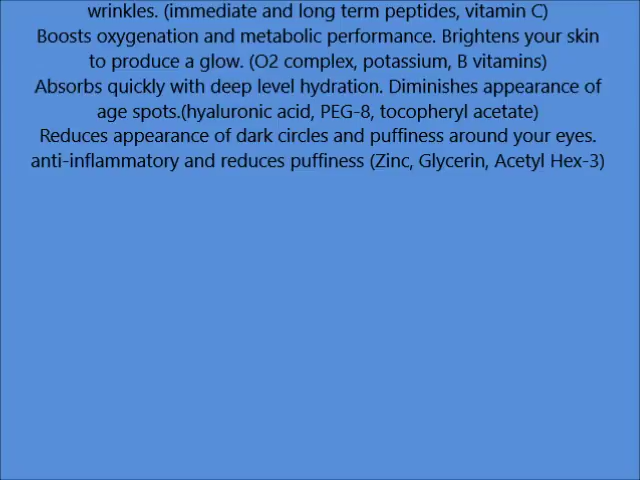 wrinkles. (immediate and long term peptides, vitamin C)
Boosts oxygenation and metabolic performance. Brightens your skin
to produce a glow. (O2 complex, potassium, B vitamins)
Absorbs quickly with deep level hydration. Diminishes appearance of
age spots.(hyaluronic acid, PEG-8, tocopheryl acetate)
Reduces appearance of dark circles and puffiness around your eyes.
anti-inflammatory and reduces puffiness (Zinc, Glycerin, Acetyl Hex-3)